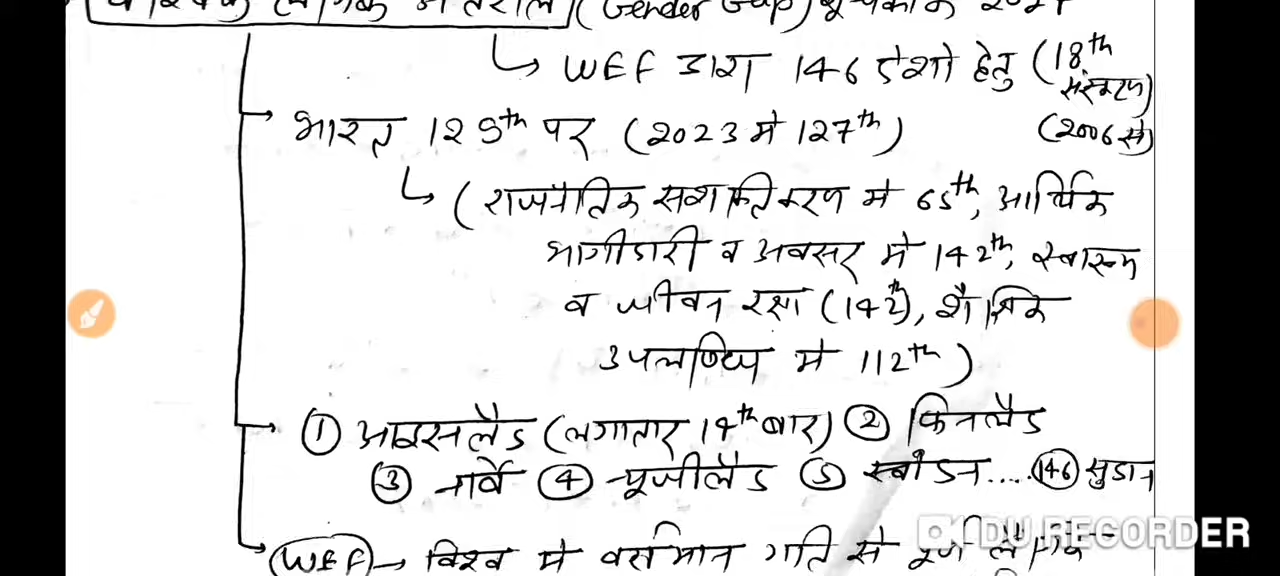 वैश्विक लैंगिक अंतराल (Gender Gap) सूचकांक 2024
↳ WEF द्वारा 146 देशों हेतु (18th संस्करण)
(2006 से)
भारत 129th पर (2023 में 127th)
↳ (राजनैतिक सशक्तिकरण में 65th, आर्थिक
भागीदारी व अवसर में 142th, स्वास्थ्य
व जीवन रक्षा (142th), शैक्षिक
उपलब्धि में 112th)
① आइसलैंड (लगातार 14th बार) ② फिनलैंड
③ नार्वे ④ न्यूजीलैंड ⑤ स्वीडन....(146) सुडान
WEF → विश्व में वर्तमान गति से पूर्ण
DU RECORDER